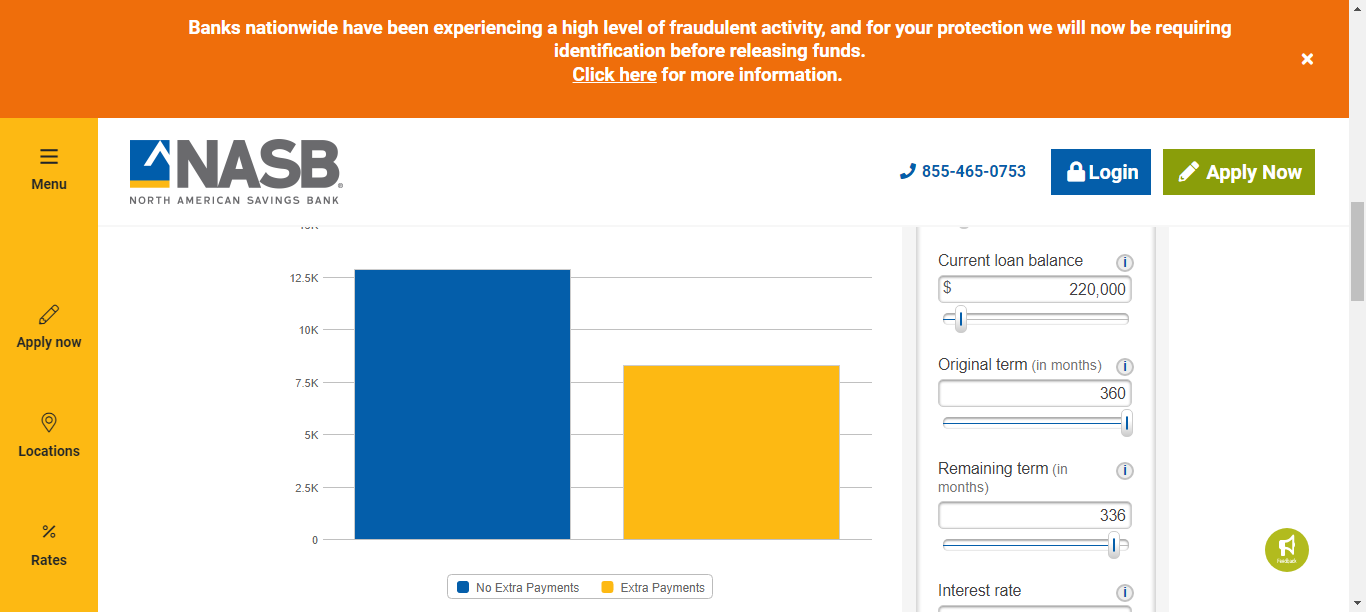 Banks nationwide have been experiencing a high level of fraudulent activity, and for your protection we will now be requiring
identification before releasing funds.
Click here for more information.
Menu
Apply now
Locations
Rates
NASB
NORTH AMERICAN SAVINGS BANK
855-465-0753
Login
Apply Now
12.5K
10K
7.5K
5K
2.5K
0
No Extra Payments
Extra Payments
Current loan balance
$ 220,000
Original term (in months)
360
Remaining term (in
months)
336
Interest rate
Feedback